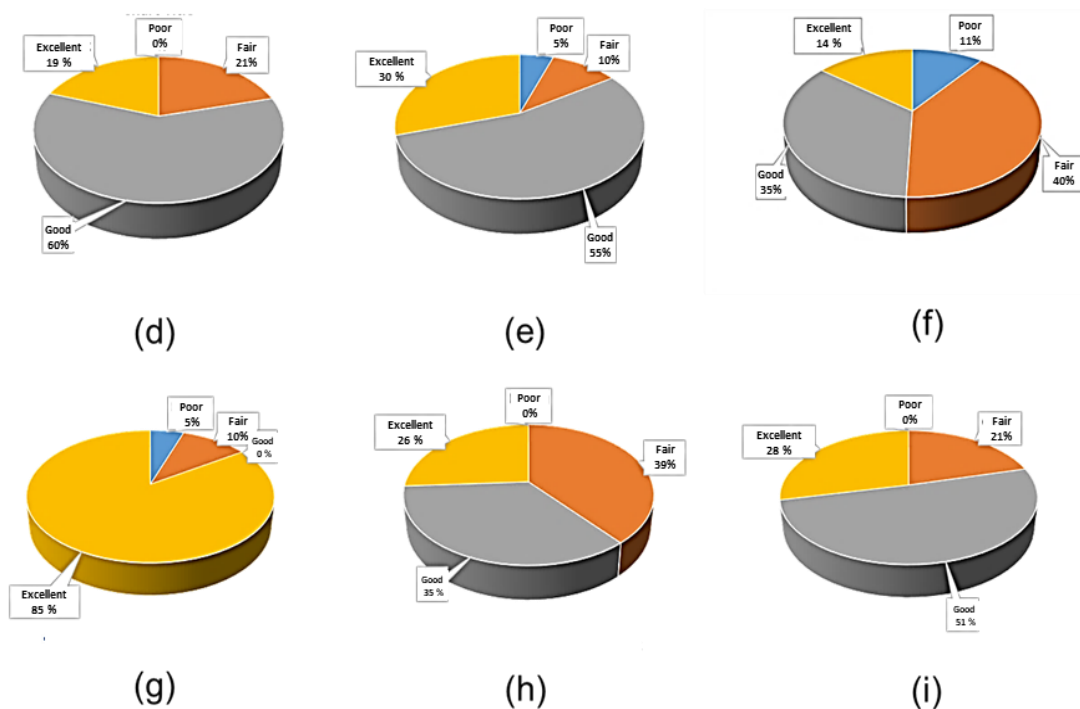 Poor
0%
Excellent
19 %
Fair
21%
Good
60%
Poor
5%
Excellent
30 %
Fair
10%
Good
55%
Excellent
14 %
Poor
11%
Good
35%
Fair
40%
(d)
(e)
(f)
Poor
5%
Fair
10%
Good
0 %
Excellent
85 %
Poor
0%
Excellent
26 %
Fair
39%
Good
35 %
Poor
0%
Fair
21%
Excellent
28 %
Good
51 %
(g)
(h)
(i)